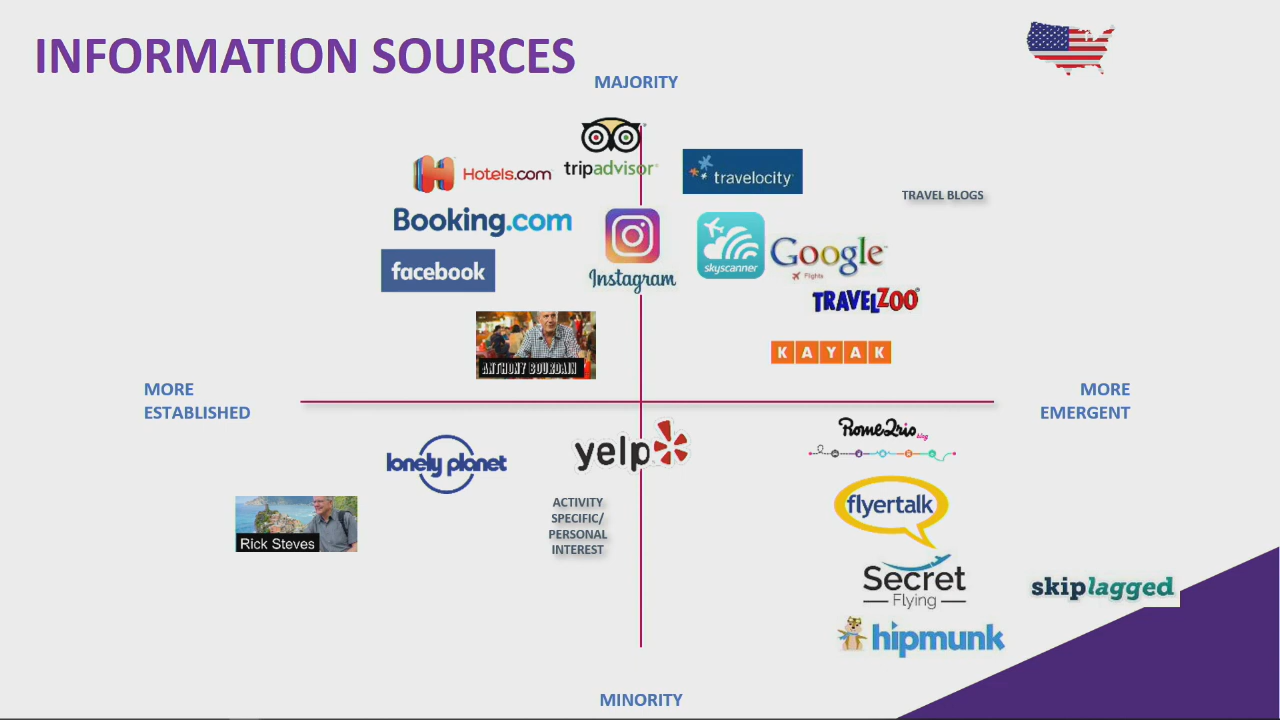 INFORMATION SOURCES
MAJORITY
tripadvisor
Hotels.com
travelocity
TRAVEL BLOGS
Booking.com
Instagram
skyscanner
Google
Flights
facebook
TRAVELZOO
ANTHONY BOURDAIN
KAYAK
MORE
ESTABLISHED
MORE
EMERGENT
Rome2rio
blog
yelp
lonely planet
flyertalk
Rick Steves
ACTIVITY
SPECIFIC/
PERSONAL
INTEREST
Secret
Flying
skiplagged
hipmunk
MINORITY